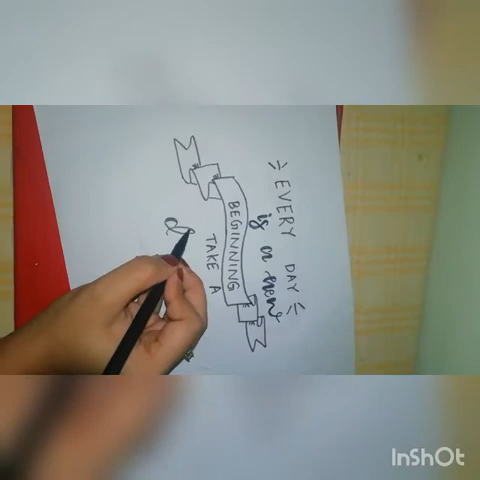 EVERY DAY
is a new
BEGINNING
TAKE A
d
InShOt